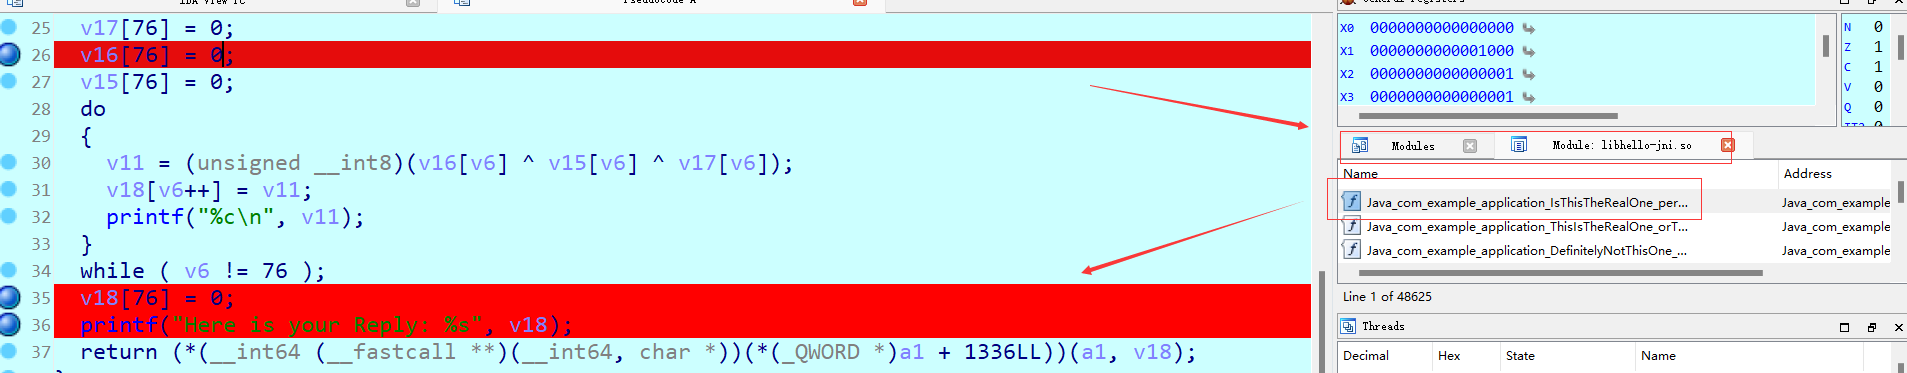 IDA View-PC
Pseudocode-A
25 v17[76] = 0;
26 v16[76] = 0;
27 v15[76] = 0;
28 do
29 {
30 v11 = (unsigned __int8)(v16[v6] ^ v15[v6] ^ v17[v6]);
31 v18[v6++] = v11;
32 printf("%c\n", v11);
33 }
34 while ( v6 != 76 );
35 v18[76] = 0;
36 printf("Here is your Reply: %s", v18);
37 return (*(__int64 (__fastcall **)(__int64, char *))(*(_QWORD *)a1 + 1336LL))(a1, v18);
General registers
X0 0000000000000000
X1 0000000000001000
X2 0000000000000001
X3 0000000000000001
N 0
Z 1
C 1
V 0
Q 0
Modules
Module: libhello-jni.so
Name Address
Java_com_example_application_IsThisTheRealOne_per... Java_com_example
Java_com_example_application_ThisIsTheRealOne_orT... Java_com_example
Java_com_example_application_DefinitelyNotThisOne_... Java_com_example
Line 1 of 48625
Threads
Decimal Hex State Name